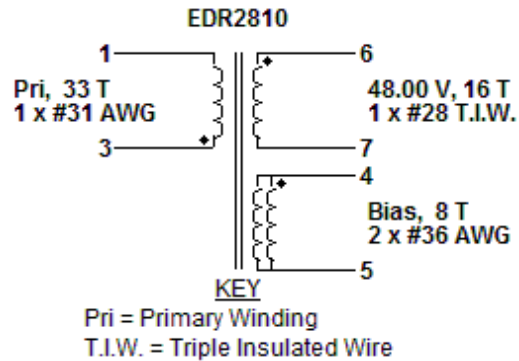 EDR2810
1
6
Pri, 33 T
1 x #31 AWG
48.00 V, 16 T
1 x #28 T.I.W.
3
7
4
Bias, 8 T
2 x #36 AWG
5
KEY
Pri = Primary Winding
T.I.W. = Triple Insulated Wire